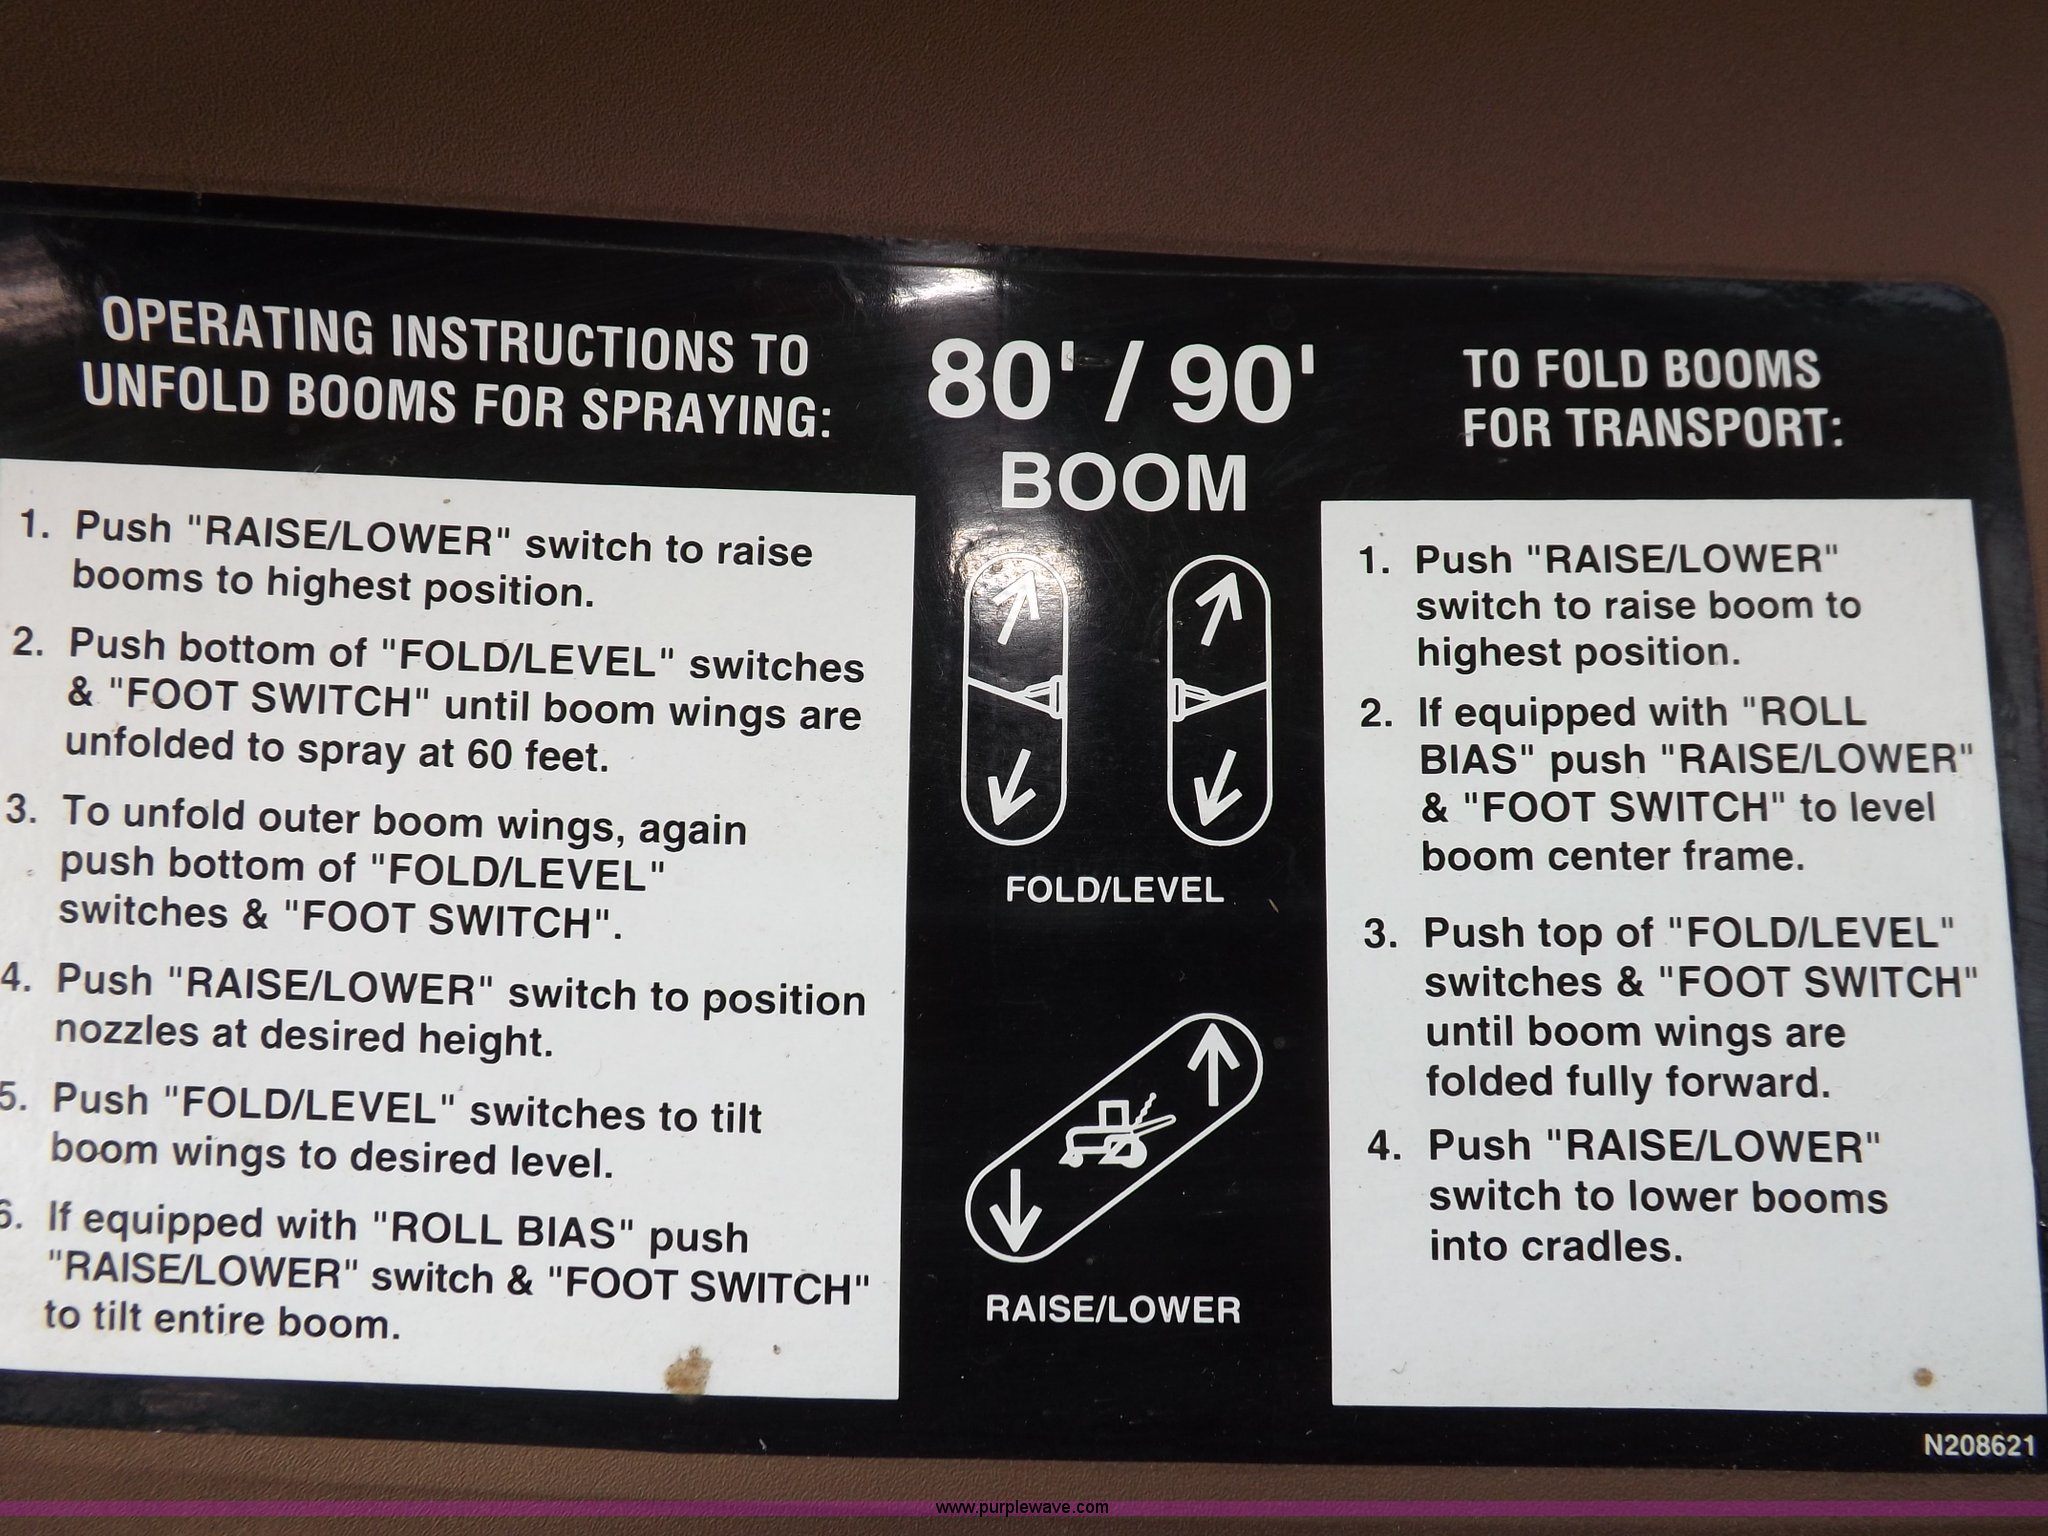 OPERATING INSTRUCTIONS TO
UNFOLD BOOMS FOR SPRAYING:
1. Push "RAISE/LOWER" switch to raise
booms to highest position.
2. Push bottom of "FOLD/LEVEL" switches
& "FOOT SWITCH" until boom wings are
unfolded to spray at 60 feet.
3. To unfold outer boom wings, again
push bottom of "FOLD/LEVEL"
switches & "FOOT SWITCH".
4. Push "RAISE/LOWER" switch to position
nozzles at desired height.
5. Push "FOLD/LEVEL" switches to tilt
boom wings to desired level.
6. If equipped with "ROLL BIAS" push
"RAISE/LOWER" switch & "FOOT SWITCH"
to tilt entire boom.
80' / 90'
BOOM
FOLD/LEVEL
RAISE/LOWER
TO FOLD BOOMS
FOR TRANSPORT:
1. Push "RAISE/LOWER"
switch to raise boom to
highest position.
2. If equipped with "ROLL
BIAS" push "RAISE/LOWER"
& "FOOT SWITCH" to level
boom center frame.
3. Push top of "FOLD/LEVEL"
switches & "FOOT SWITCH"
until boom wings are
folded fully forward.
4. Push "RAISE/LOWER"
switch to lower booms
into cradles.
N208621
www.purplewave.com